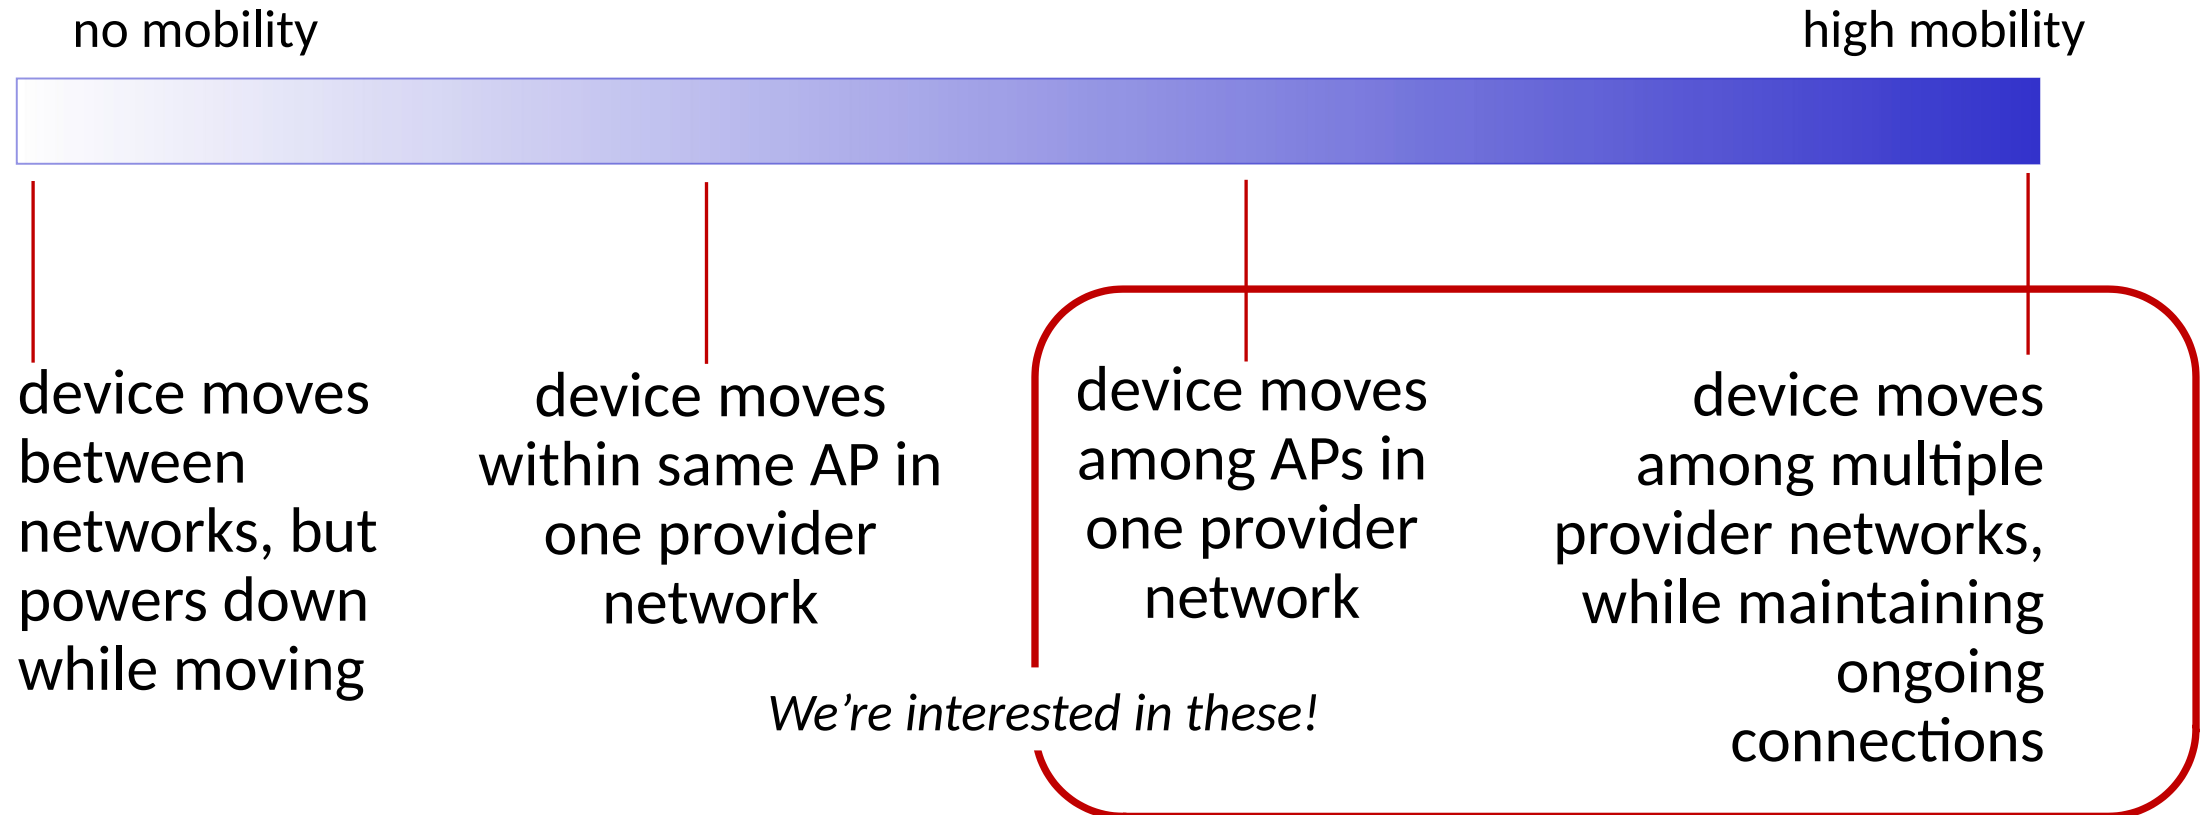 no mobility
high mobility
device moves
between
networks, but
powers down
while moving
device moves
within same AP in
one provider
network
device moves
among APs in
one provider
network
device moves
among multiple
provider networks,
while maintaining
ongoing
connections
We’re interested in these!